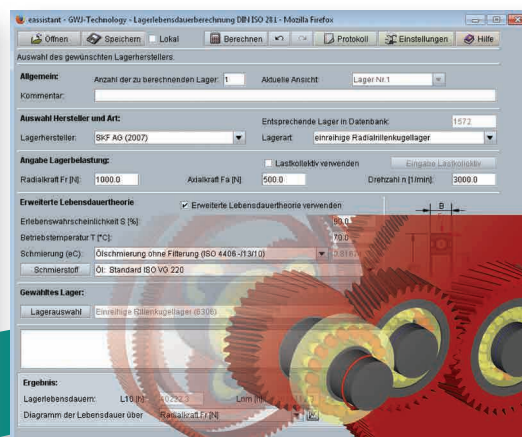 eassistant - GWJ-Technology - Lagerlebensdauerberechnung DIN ISO 281 - Mozilla Firefox
Öffnen Speichern Lokal Berechnen Protokoll Einstellungen Hilfe
Auswahl des gewünschten Lagerherstellers.
Allgemein: Anzahl der zu berechnenden Lager: 1 Aktuelle Ansicht: Lager Nr.1
Kommentar:
Auswahl Hersteller und Art: Entsprechende Lager in Datenbank: 1572
Lagerhersteller: SKF AG (2007) Lagerart: einreihige Radialrillenkugellager
Angabe Lagerbelastung: Lastkollektiv verwenden Eingabe Lastkollektiv
Radialkraft Fr [N]: 1000.0 Axialkraft Fa [N]: 500.0 Drehzahl n [1/min]: 3000.0
Erweiterte Lebensdauertheorie Erweiterte Lebensdauertheorie verwenden B
Erlebenswahrscheinlichkeit S [%]: 90.0
Betriebstemperatur T [°C]: 70.0
Schmierung (eC): Ölschmierung ohne Filterung (ISO 4406 -/13/10)
Schmierstoff Öl: Standard ISO VG 220
Gewähltes Lager:
Lagerauswahl Einreihige Rillenkugellager (6306)
Ergebnis:
Lagerlebensdauern: L10 [h]: Lnm [h]:
Diagramm der Lebensdauer über Radialkraft Fr [N]